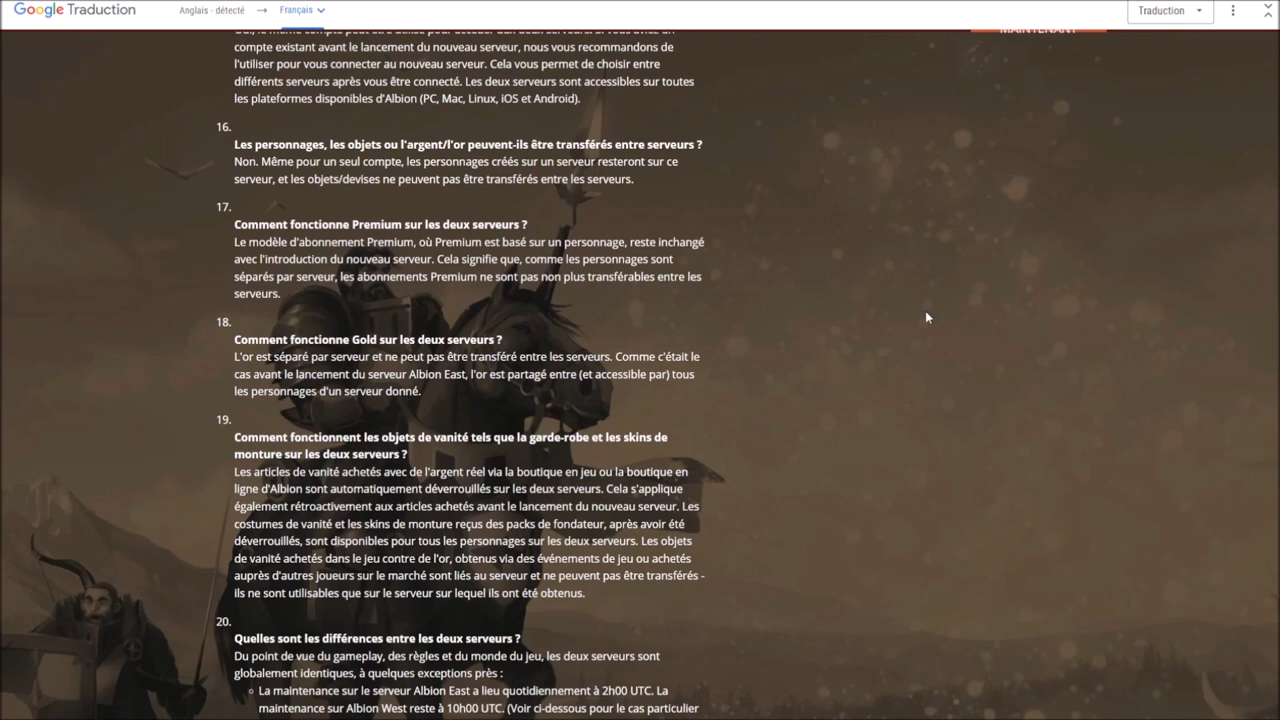 Google Traduction
Anglais - détecté → Français
Traduction
MAINTENANT
Oui, le même compte peut être utilisé pour accéder aux deux serveurs. Si vous aviez un
compte existant avant le lancement du nouveau serveur, nous vous recommandons de
l'utiliser pour vous connecter au nouveau serveur. Cela vous permet de choisir entre
différents serveurs après vous être connecté. Les deux serveurs sont accessibles sur toutes
les plateformes disponibles d'Albion (PC, Mac, Linux, iOS et Android).
16.
Les personnages, les objets ou l'argent/l'or peuvent-ils être transférés entre serveurs ?
Non. Même pour un seul compte, les personnages créés sur un serveur resteront sur ce
serveur, et les objets/devises ne peuvent pas être transférés entre les serveurs.
17.
Comment fonctionne Premium sur les deux serveurs ?
Le modèle d'abonnement Premium, où Premium est basé sur un personnage, reste inchangé
avec l'introduction du nouveau serveur. Cela signifie que, comme les personnages sont
séparés par serveur, les abonnements Premium ne sont pas non plus transférables entre les
serveurs.
18.
Comment fonctionne Gold sur les deux serveurs ?
L'or est séparé par serveur et ne peut pas être transféré entre les serveurs. Comme c'était le
cas avant le lancement du serveur Albion East, l'or est partagé entre (et accessible par) tous
les personnages d'un serveur donné.
19.
Comment fonctionnent les objets de vanité tels que la garde-robe et les skins de
monture sur les deux serveurs ?
Les articles de vanité achetés avec de l'argent réel via la boutique en jeu ou la boutique en
ligne d'Albion sont automatiquement déverrouillés sur les deux serveurs. Cela s'applique
également rétroactivement aux articles achetés avant le lancement du nouveau serveur. Les
costumes de vanité et les skins de monture reçus des packs de fondateur, après avoir été
déverrouillés, sont disponibles pour tous les personnages sur les deux serveurs. Les objets
de vanité achetés dans le jeu contre de l'or, obtenus via des événements de jeu ou achetés
auprès d'autres joueurs sur le marché sont liés au serveur et ne peuvent pas être transférés -
ils ne sont utilisables que sur le serveur sur lequel ils ont été obtenus.
20.
Quelles sont les différences entre les deux serveurs ?
Du point de vue du gameplay, des règles et du monde du jeu, les deux serveurs sont
globalement identiques, à quelques exceptions près :
La maintenance sur le serveur Albion East a lieu quotidiennement à 2h00 UTC. La
maintenance sur Albion West reste à 10h00 UTC. (Voir ci-dessous pour le cas particulier